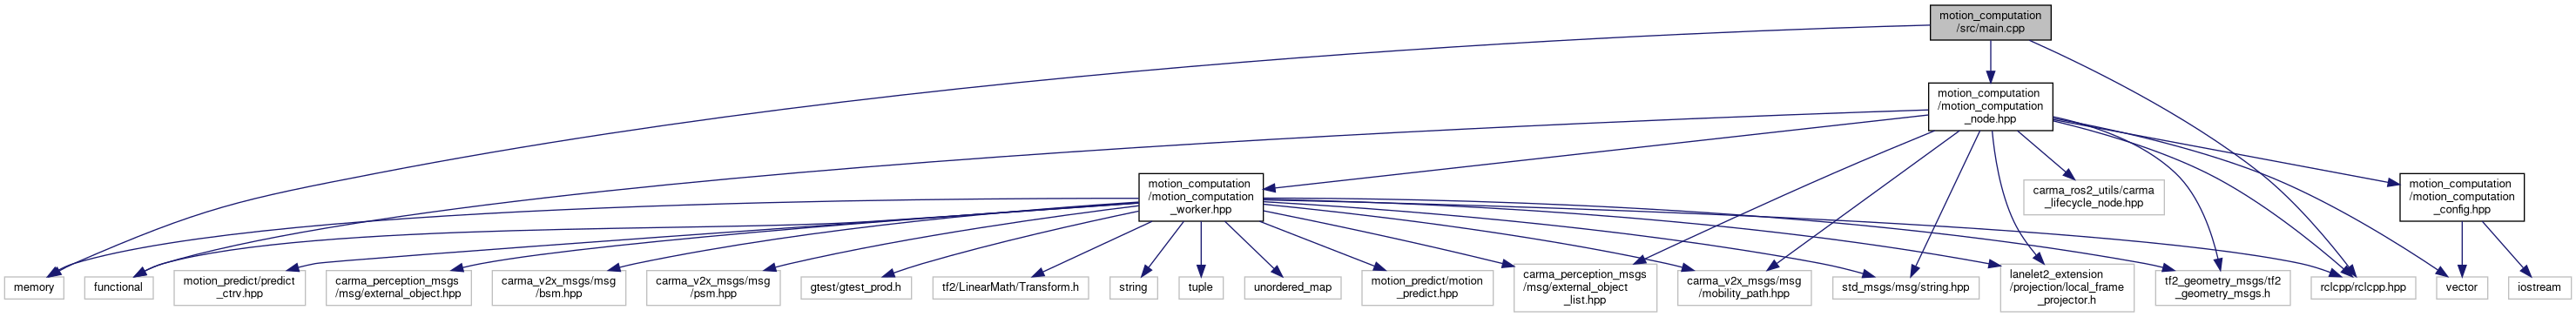 motion_computation
/src/main.cpp
motion_computation
/motion_computation
_node.hpp
motion_computation
/motion_computation
_worker.hpp
carma_ros2_utils/carma
_lifecycle_node.hpp
motion_computation
/motion_computation
_config.hpp
memory
functional
motion_predict/predict
_ctrv.hpp
carma_perception_msgs
/msg/external_object.hpp
carma_v2x_msgs/msg
/bsm.hpp
carma_v2x_msgs/msg
/psm.hpp
gtest/gtest_prod.h
tf2/LinearMath/Transform.h
string
tuple
unordered_map
motion_predict/motion
_predict.hpp
carma_perception_msgs
/msg/external_object
_list.hpp
carma_v2x_msgs/msg
/mobility_path.hpp
std_msgs/msg/string.hpp
lanelet2_extension
/projection/local_frame
_projector.h
tf2_geometry_msgs/tf2
_geometry_msgs.h
rclcpp/rclcpp.hpp
vector
iostream